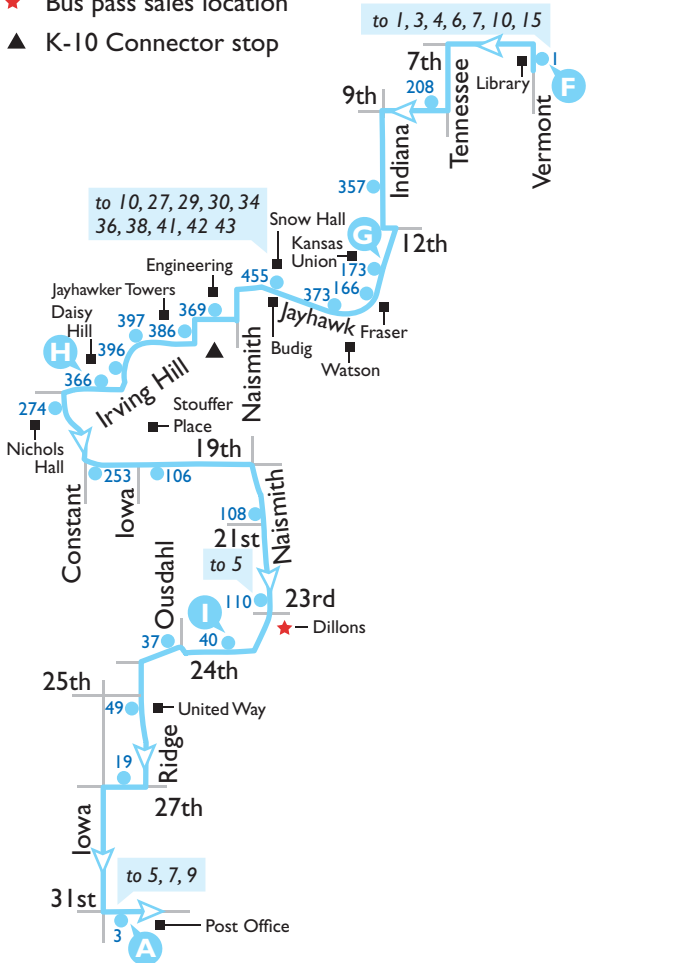 Bus pass sales location
K-10 Connector stop
to 1, 3, 4, 6, 7, 10, 15
7th
Library
1
F
Vermont
Tennessee
208
9th
Indiana
357
to 10, 27, 29, 30, 34
36, 38, 41, 42 43
Snow Hall
Kansas
Union
G
12th
173
166
373
455
Engineering
Jayhawk
Fraser
Budig
Watson
Jayhawker Towers
369
386
397
Daisy
Hill
396
H
366
Irving Hill
Naismith
274
Nichols
Hall
Stouffer
Place
19th
253
106
Constant
Iowa
Naismith
108
21st
to 5
110
23rd
Dillons
Ousdahl
I
40
37
24th
25th
49
United Way
Ridge
19
27th
Iowa
to 5, 7, 9
31st
3
A
Post Office